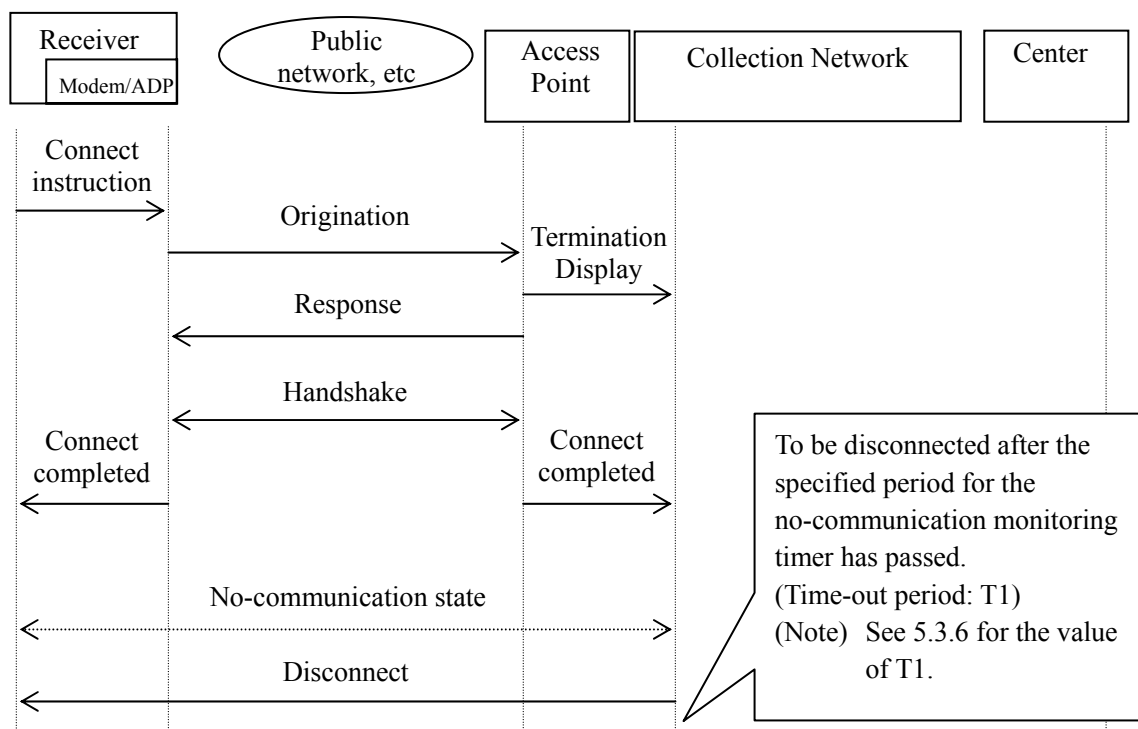 Receiver
Modem/ADP
Public
network, etc
Access
Point
Collection Network
Center
Connect
instruction
Origination
Termination
Display
Response
Handshake
Connect
completed
Connect
completed
To be disconnected after the
specified period for the
no-communication monitoring
timer has passed.
(Time-out period: T1)
(Note) See 5.3.6 for the value
of T1.
No-communication state
Disconnect